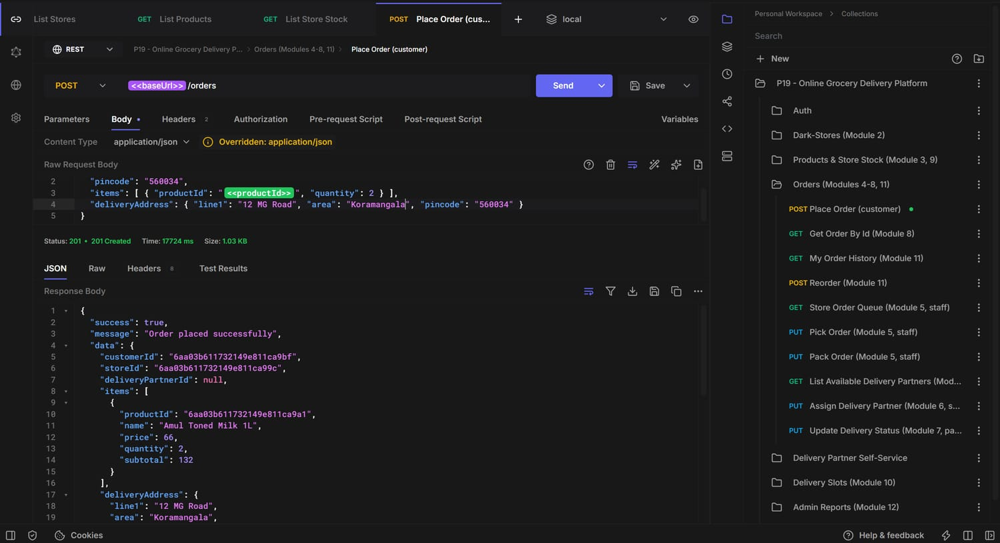 List Stores
GET List Products
GET List Store Stock
POST Place Order (cus...
local
REST
P19 - Online Grocery Delivery P... > Orders (Modules 4-8, 11) > Place Order (customer)
POST
<<baseUrl>> /orders
Send
Save
Parameters
Body
Headers 2
Authorization
Pre-request Script
Post-request Script
Variables
Content Type application/json
Overridden: application/json
Raw Request Body
2 "pincode": "560034",
3 "items": [ { "productId": " <<productId>> ", "quantity": 2 } ],
4 "deliveryAddress": { "line1": "12 MG Road", "area": "Koramangala", "pincode": "560034" }
5 }
Status: 201 • 201 Created Time: 17724 ms Size: 1.03 KB
JSON
Raw
Headers 8
Test Results
Response Body
1 {
2 "success": true,
3 "message": "Order placed successfully",
4 "data": {
5 "customerId": "6aa03b611732149e811ca9bf",
6 "storeId": "6aa03b611732149e811ca99c",
7 "deliveryPartnerId": null,
8 "items": [
9 {
10 "productId": "6aa03b611732149e811ca9a1",
11 "name": "Amul Toned Milk 1L",
12 "price": 66,
13 "quantity": 2,
14 "subtotal": 132
15 }
16 ],
17 "deliveryAddress": {
18 "line1": "12 MG Road",
19 "area": "Koramangala",
Cookies
Personal Workspace > Collections
Search
New
P19 - Online Grocery Delivery Platform
Auth
Dark-Stores (Module 2)
Products & Store Stock (Module 3, 9)
Orders (Modules 4-8, 11)
POST Place Order (customer)
GET Get Order By Id (Module 8)
GET My Order History (Module 11)
POST Reorder (Module 11)
GET Store Order Queue (Module 5, staff)
PUT Pick Order (Module 5, staff)
PUT Pack Order (Module 5, staff)
GET List Available Delivery Partners (Mod...
PUT Assign Delivery Partner (Module 6, s...
PUT Update Delivery Status (Module 7, pa...
Delivery Partner Self-Service
Delivery Slots (Module 10)
Admin Reports (Module 12)
Help & feedback